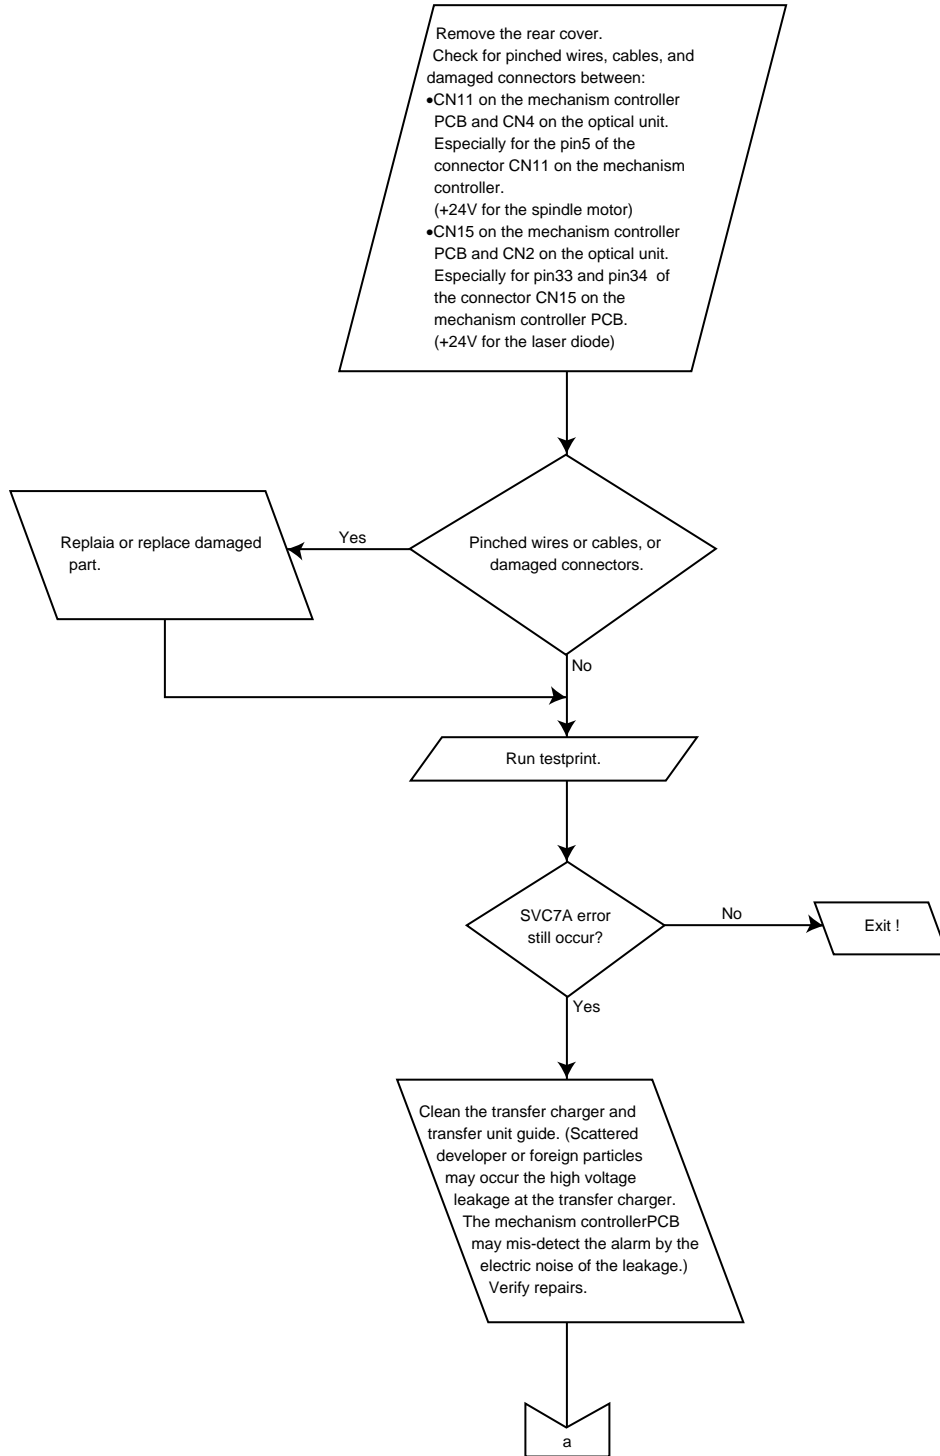 Remove the rear cover.
Check for pinched wires, cables, and
damaged connectors between:
•CN11 on the mechanism controller
PCB and CN4 on the optical unit.
Especially for the pin5 of the
connector CN11 on the mechanism
controller.
(+24V for the spindle motor)
•CN15 on the mechanism controller
PCB and CN2 on the optical unit.
Especially for pin33 and pin34 of
the connector CN15 on the
mechanism controller PCB.
(+24V for the laser diode)
Pinched wires or cables, or
damaged connectors.
Yes
Replaia or replace damaged
part.
No
Run testprint.
SVC7A error
still occur?
No
Exit !
Yes
Clean the transfer charger and
transfer unit guide. (Scattered
developer or foreign particles
may occur the high voltage
leakage at the transfer charger.
The mechanism controllerPCB
may mis-detect the alarm by the
electric noise of the leakage.)
Verify repairs.
a